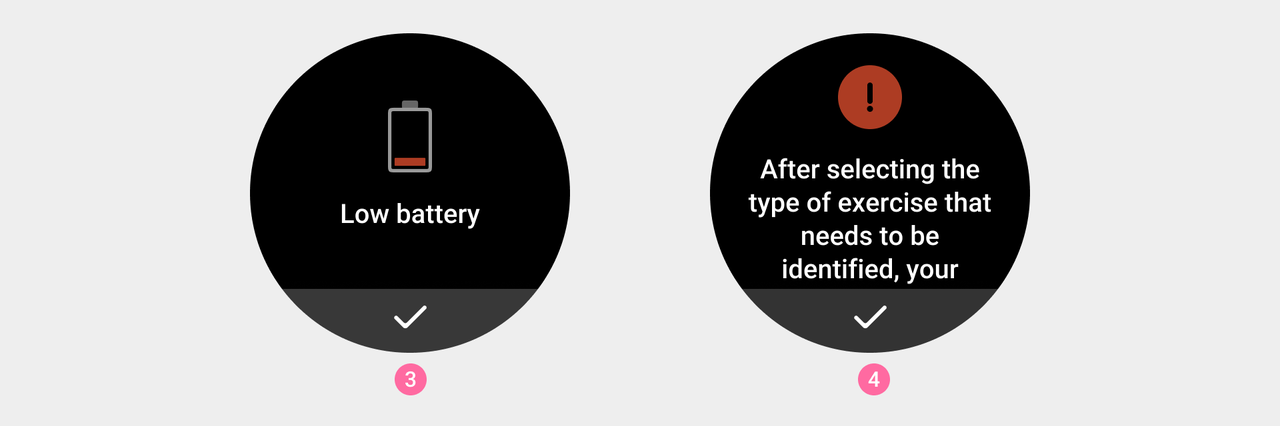 Low battery
3
After selecting the
type of exercise that
needs to be
identified, your
4